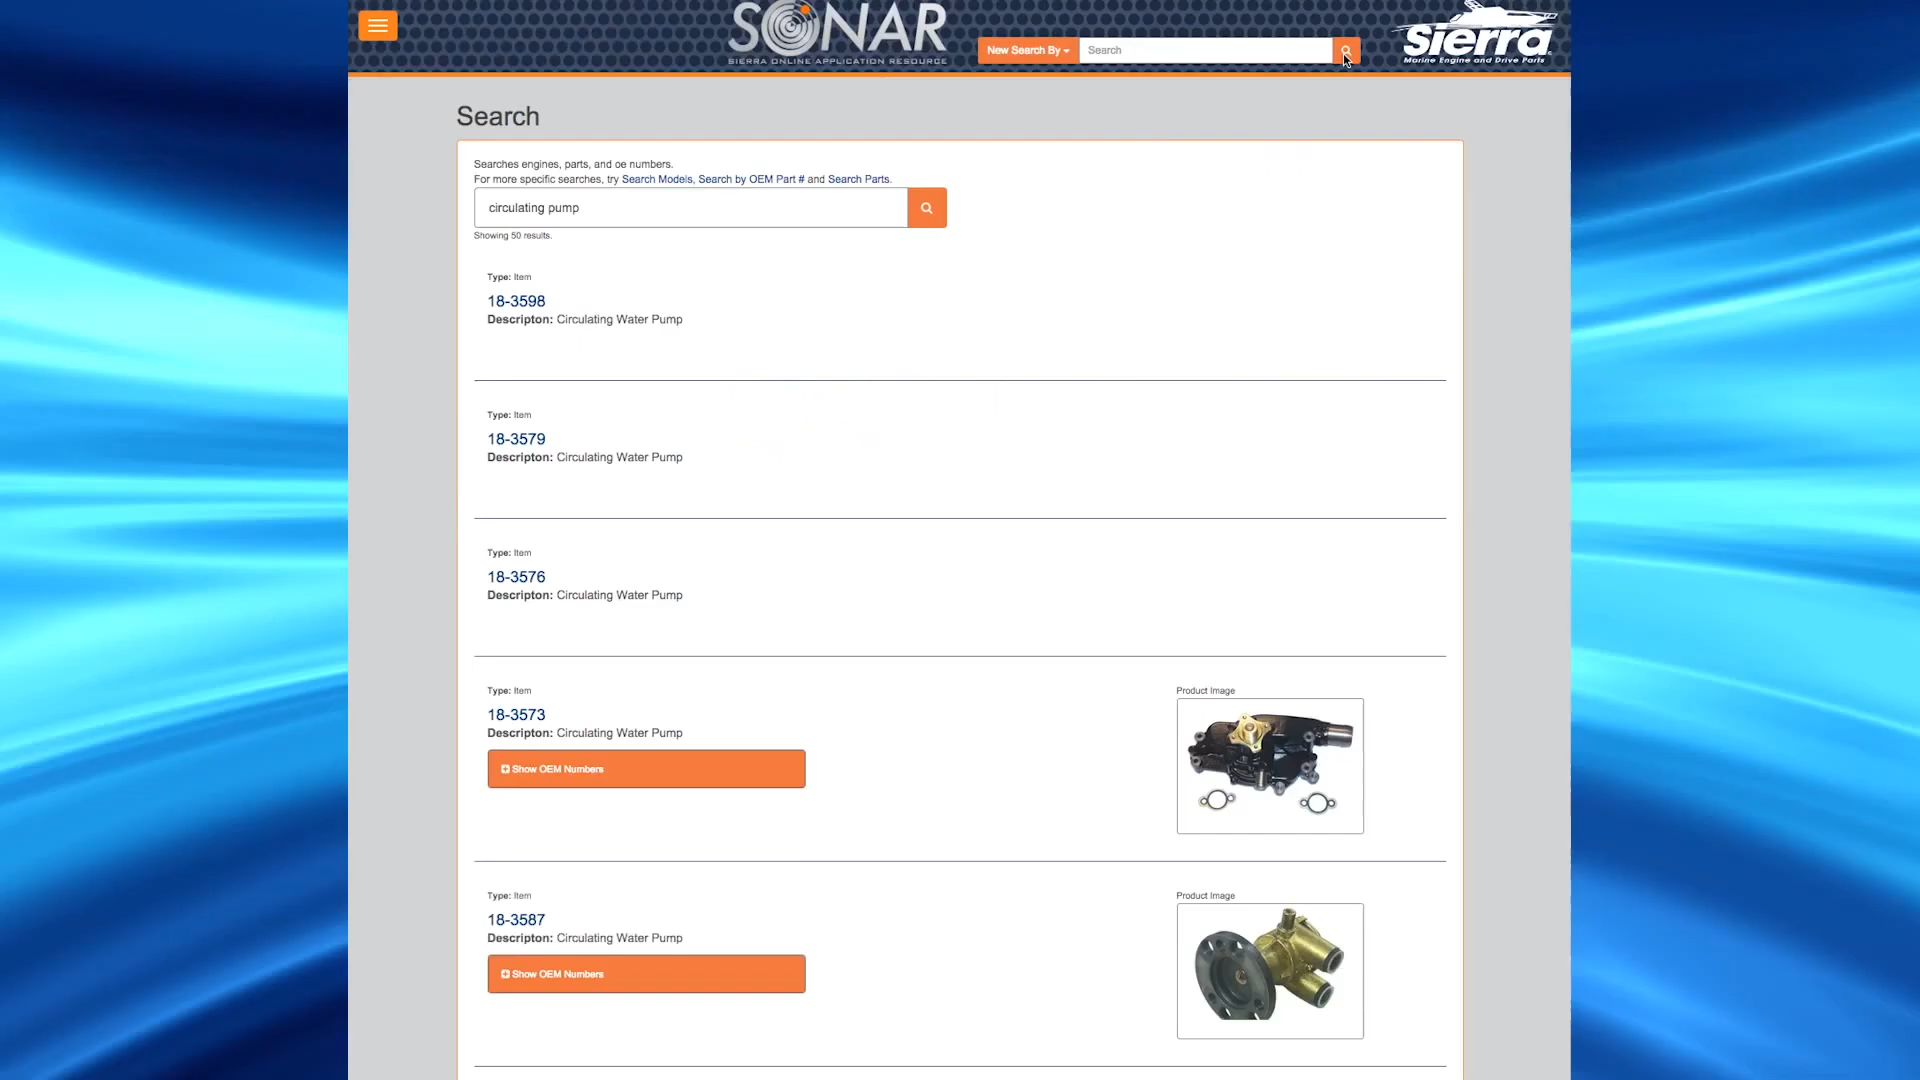 SONAR
SIERRA ONLINE APPLICATION RESOURCE
New Search By
Search
Sierra
Marine Engine and Drive Parts
Search
Searches engines, parts, and oe numbers.
For more specific searches, try Search Models, Search by OEM Part # and Search Parts.
circulating pump
Showing 50 results.
Type: Item
18-3598
Descripton: Circulating Water Pump
Type: Item
18-3579
Descripton: Circulating Water Pump
Type: Item
18-3576
Descripton: Circulating Water Pump
Type: Item
18-3573
Descripton: Circulating Water Pump
Show OEM Numbers
Product Image
Type: Item
18-3587
Descripton: Circulating Water Pump
Show OEM Numbers
Product Image